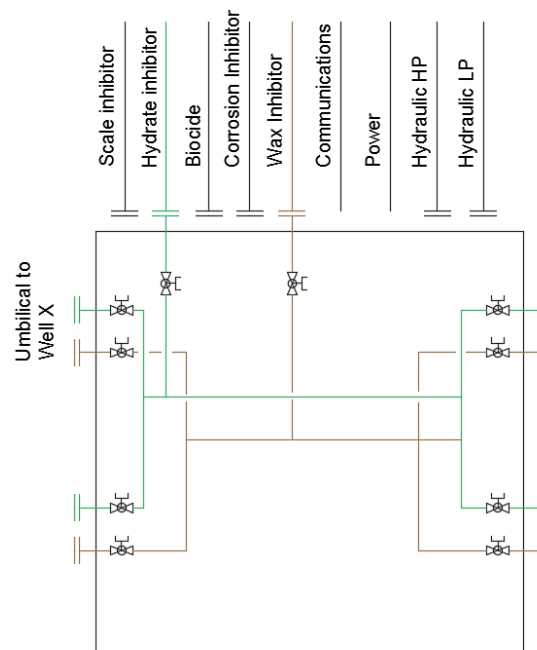 Scale inhibitor
Hydrate inhibitor
Biocide
Corrosion Inhibitor
Wax Inhibitor
Communications
Power
Hydraulic HP
Hydraulic LP
Umbilical to
Well X